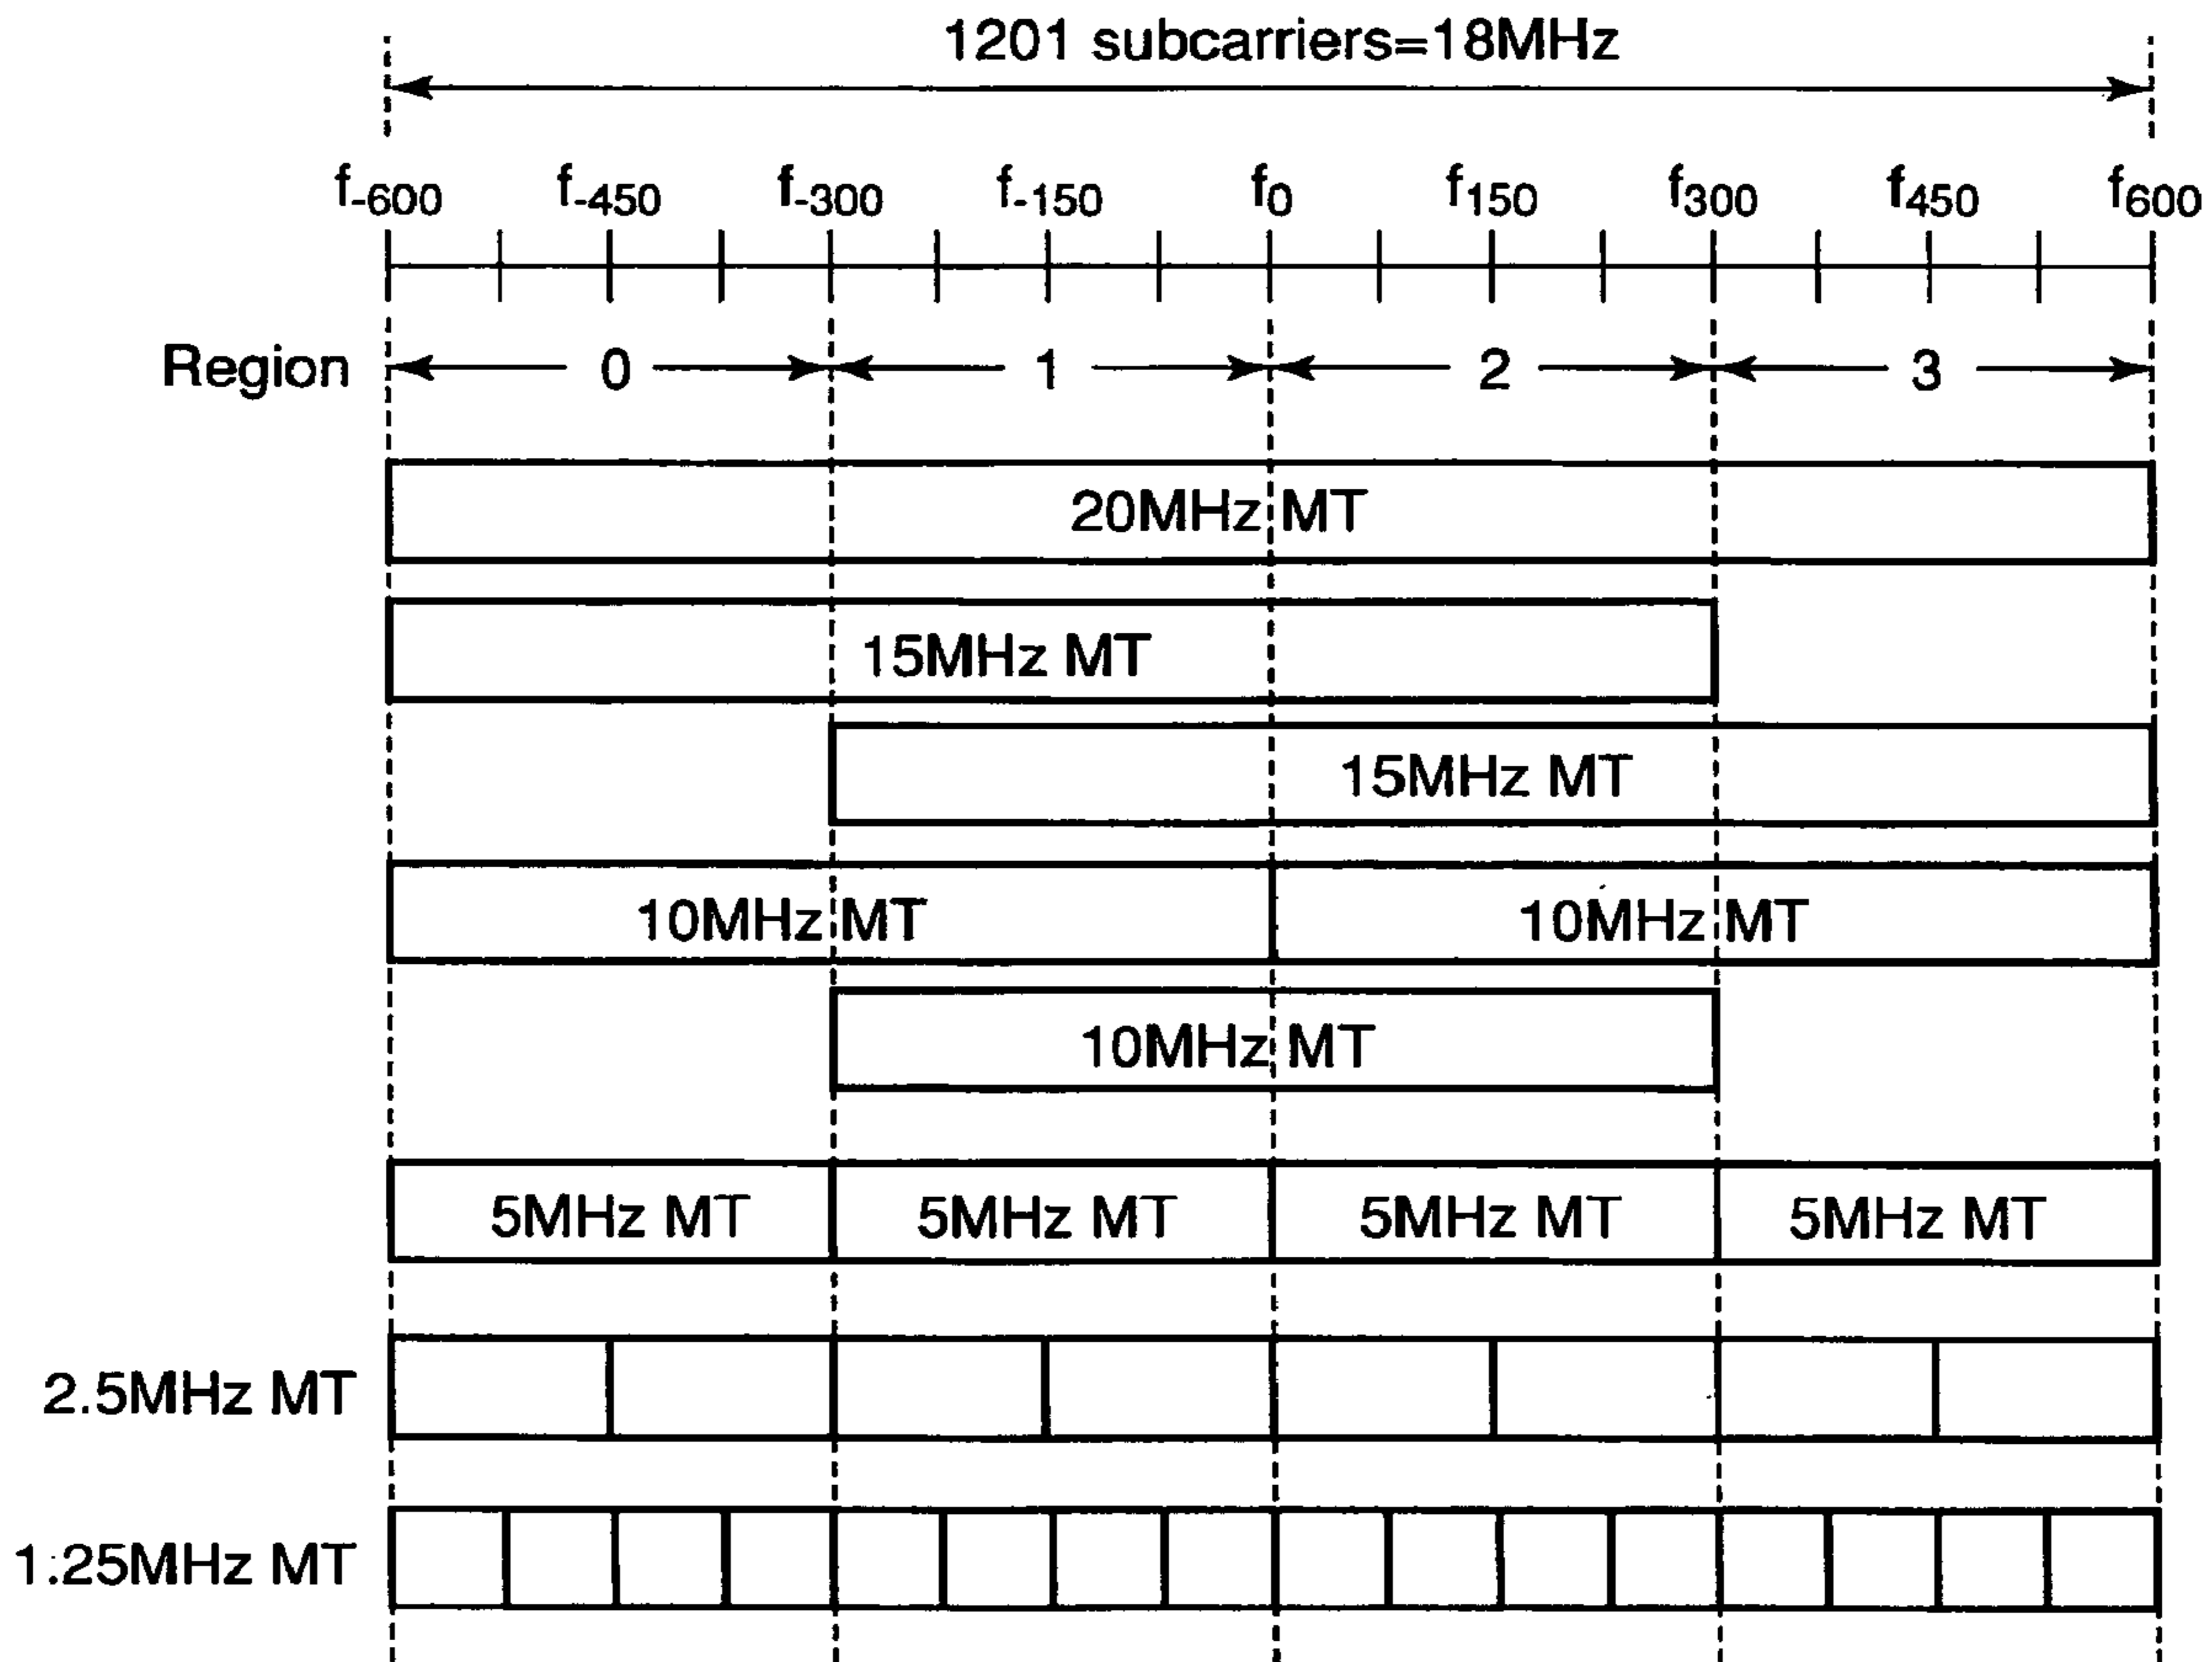 1201 subcarriers=18MHz
f-600 f-450 f-300 f-150 f0 f150 f300 f450 f600
Region 0 1 2 3
20MHz MT
15MHz MT
15MHz MT
10MHz MT 10MHz MT
10MHz MT
5MHz MT 5MHz MT 5MHz MT 5MHz MT
2.5MHz MT
1.25MHz MT